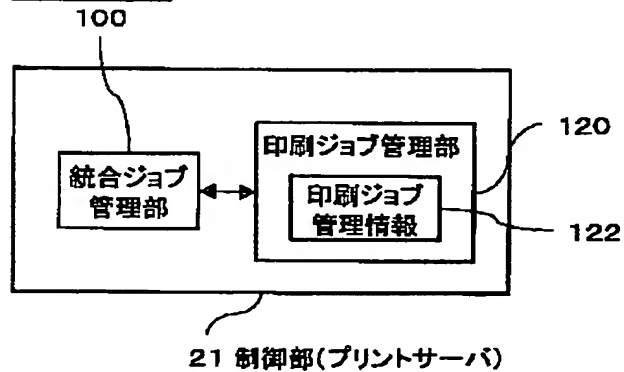 100
統合ジョブ
管理部
印刷ジョブ管理部
印刷ジョブ
管理情報
120
122
21 制御部(プリントサーバ)